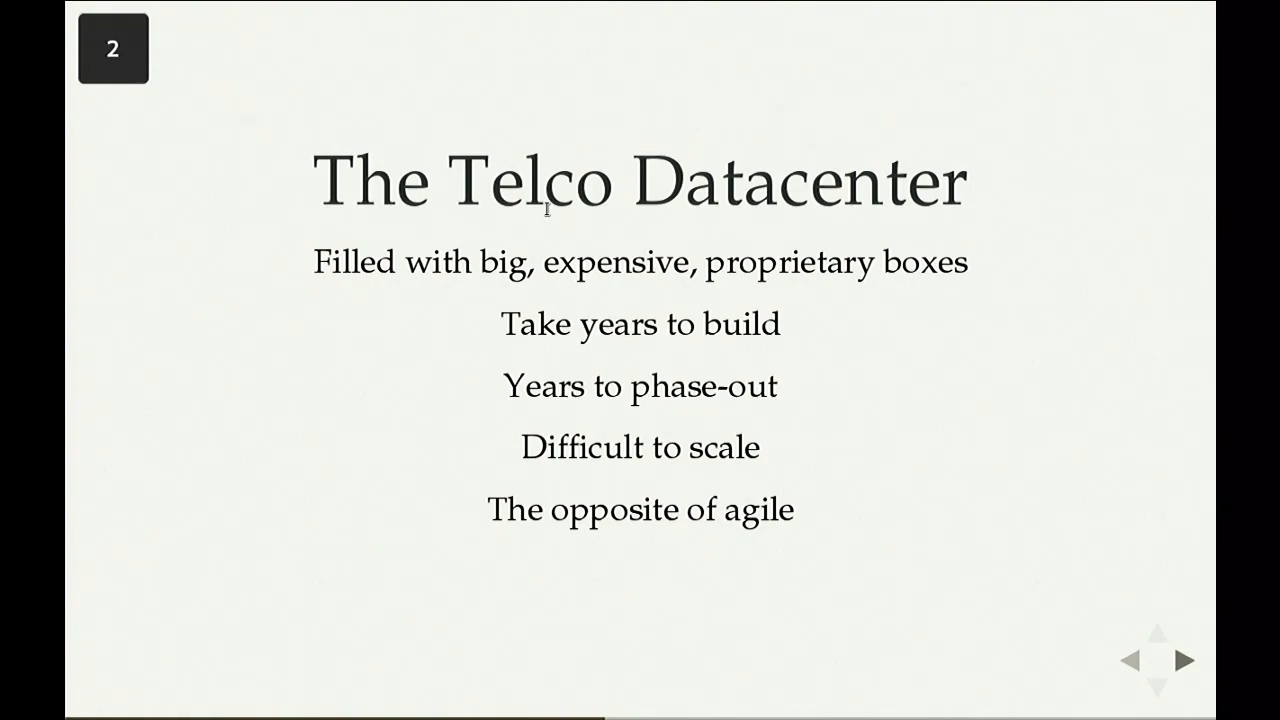 2
The Telco Datacenter
Filled with big, expensive, proprietary boxes
Take years to build
Years to phase-out
Difficult to scale
The opposite of agile